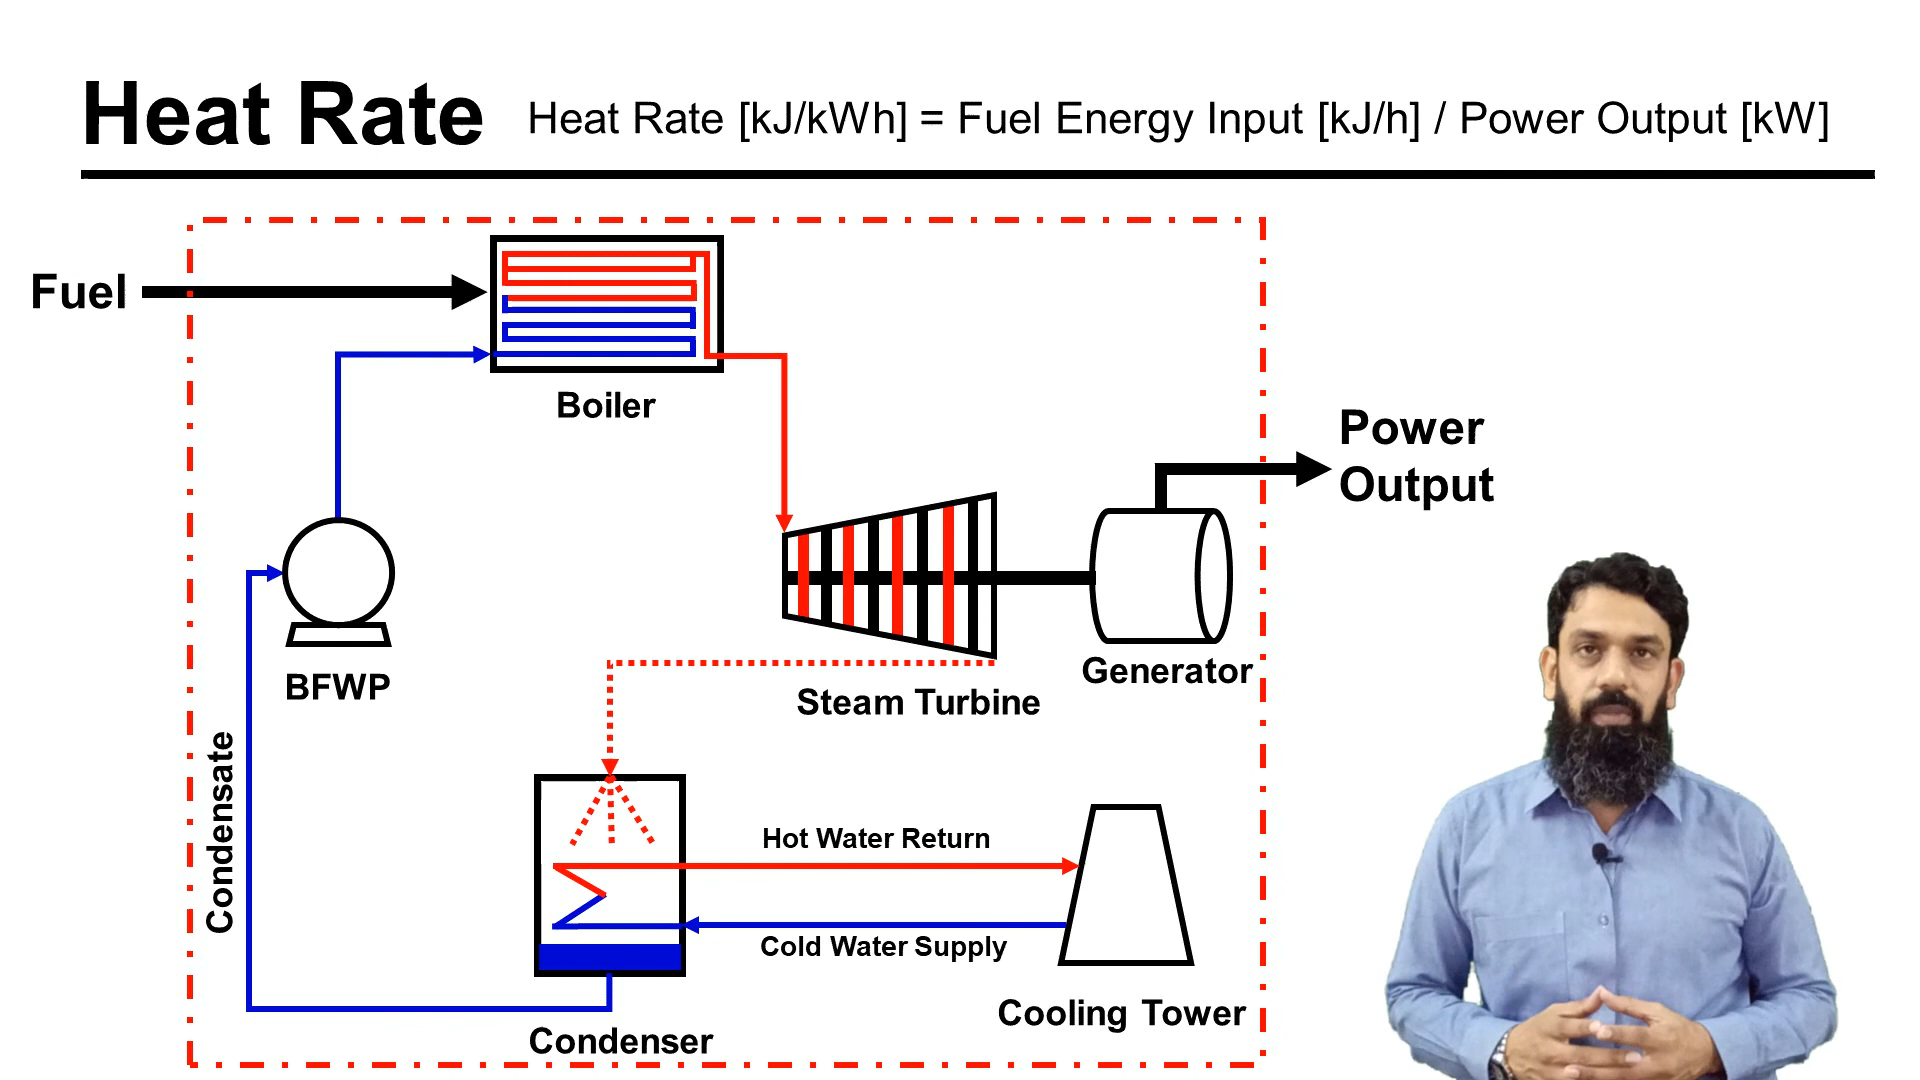 Heat Rate
Heat Rate [kJ/kWh] = Fuel Energy Input [kJ/h] / Power Output [kW]
Fuel
Boiler
Power
Output
BFWP
Generator
Steam Turbine
Condensate
Hot Water Return
Cold Water Supply
Cooling Tower
Condenser